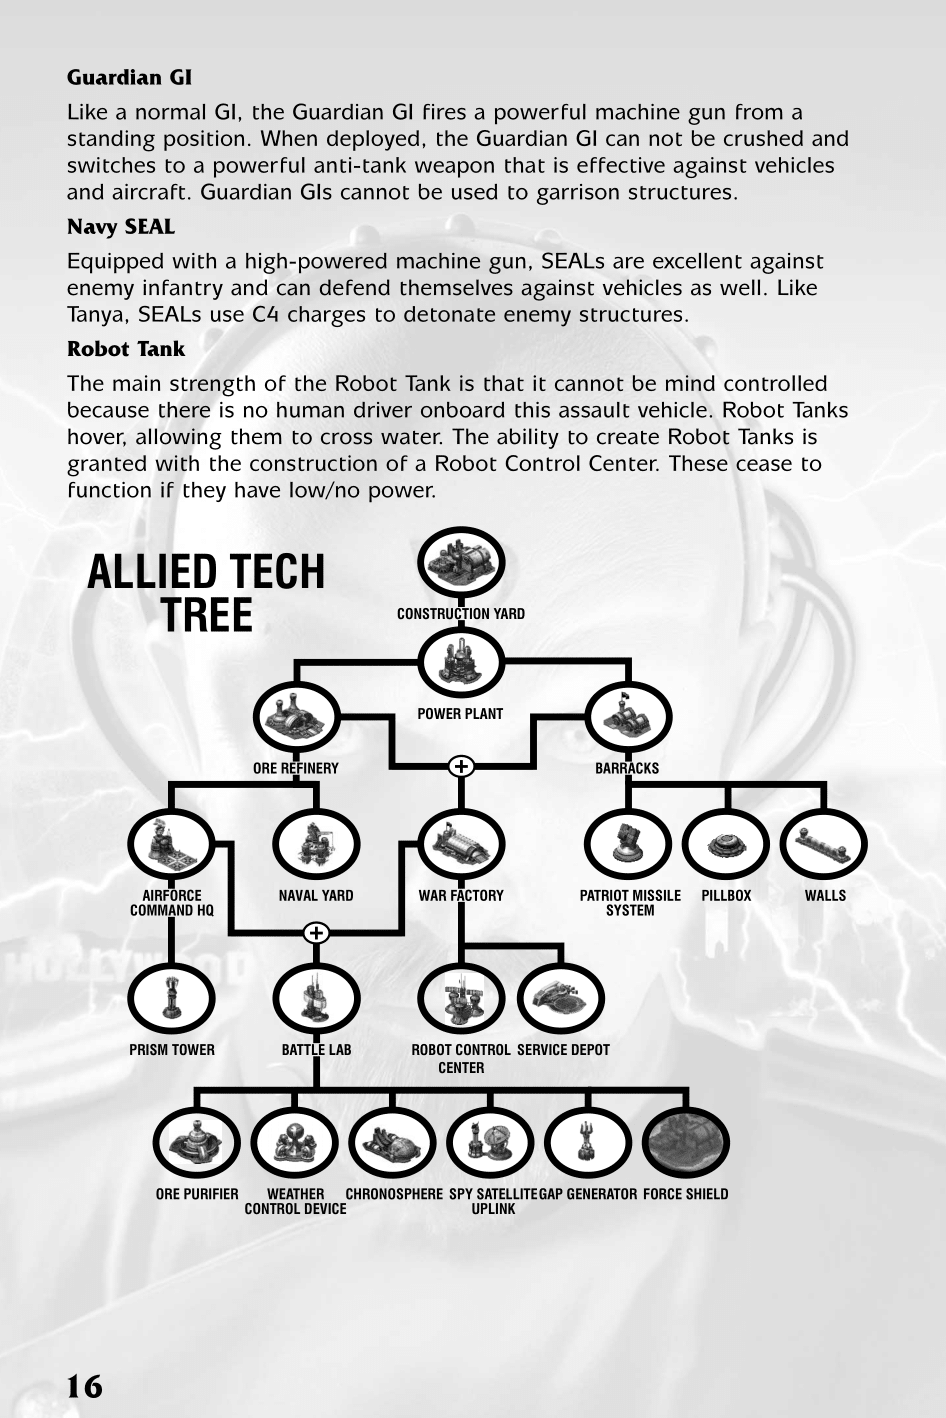 Guardian GI
Like a normal GI, the Guardian GI fires a powerful machine gun from a
standing position. When deployed, the Guardian GI can not be crushed and
switches to a powerful anti-tank weapon that is effective against vehicles
and aircraft. Guardian GIs cannot be used to garrison structures.
Navy SEAL
Equipped with a high-powered machine gun, SEALs are excellent against
enemy infantry and can defend themselves against vehicles as well. Like
Tanya, SEALs use C4 charges to detonate enemy structures.
Robot Tank
The main strength of the Robot Tank is that it cannot be mind controlled
because there is no human driver onboard this assault vehicle. Robot Tanks
hover, allowing them to cross water. The ability to create Robot Tanks is
granted with the construction of a Robot Control Center. These cease to
function if they have low/no power.
ALLIED TECH
TREE
CONSTRUCTION YARD
POWER PLANT
ORE REFINERY
+
BARRACKS
AIRFORCE
COMMAND HQ
NAVAL YARD
WAR FACTORY
PATRIOT MISSILE
SYSTEM
PILLBOX
WALLS
+
HOLLYWOOD
PRISM TOWER
BATTLE LAB
ROBOT CONTROL
CENTER
SERVICE DEPOT
ORE PURIFIER
WEATHER
CONTROL DEVICE
CHRONOSPHERE
SPY SATELLITE
UPLINK
GAP GENERATOR
FORCE SHIELD
16